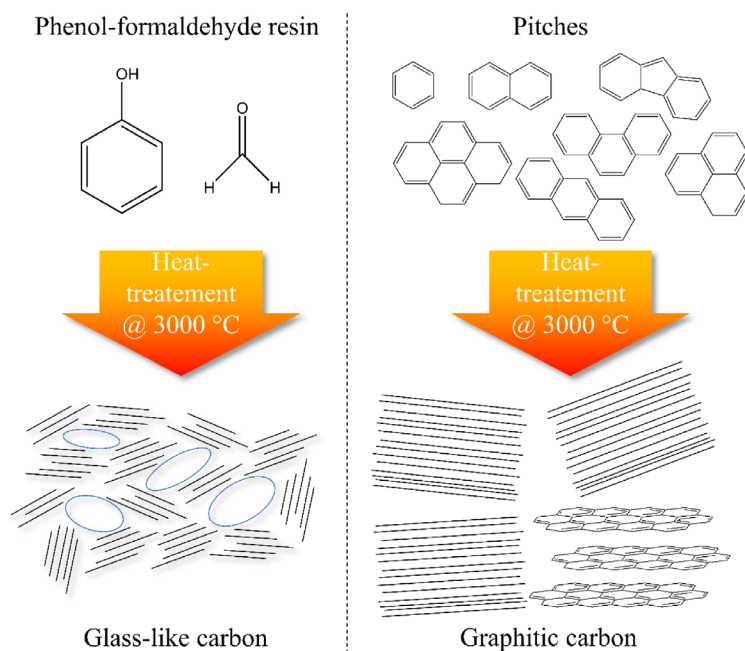 Phenol-formaldehyde resin
OH
O
H
H
Heat-
treatement
@ 3000 °C
Glass-like carbon
Pitches
Heat-
treatement
@ 3000 °C
Graphitic carbon